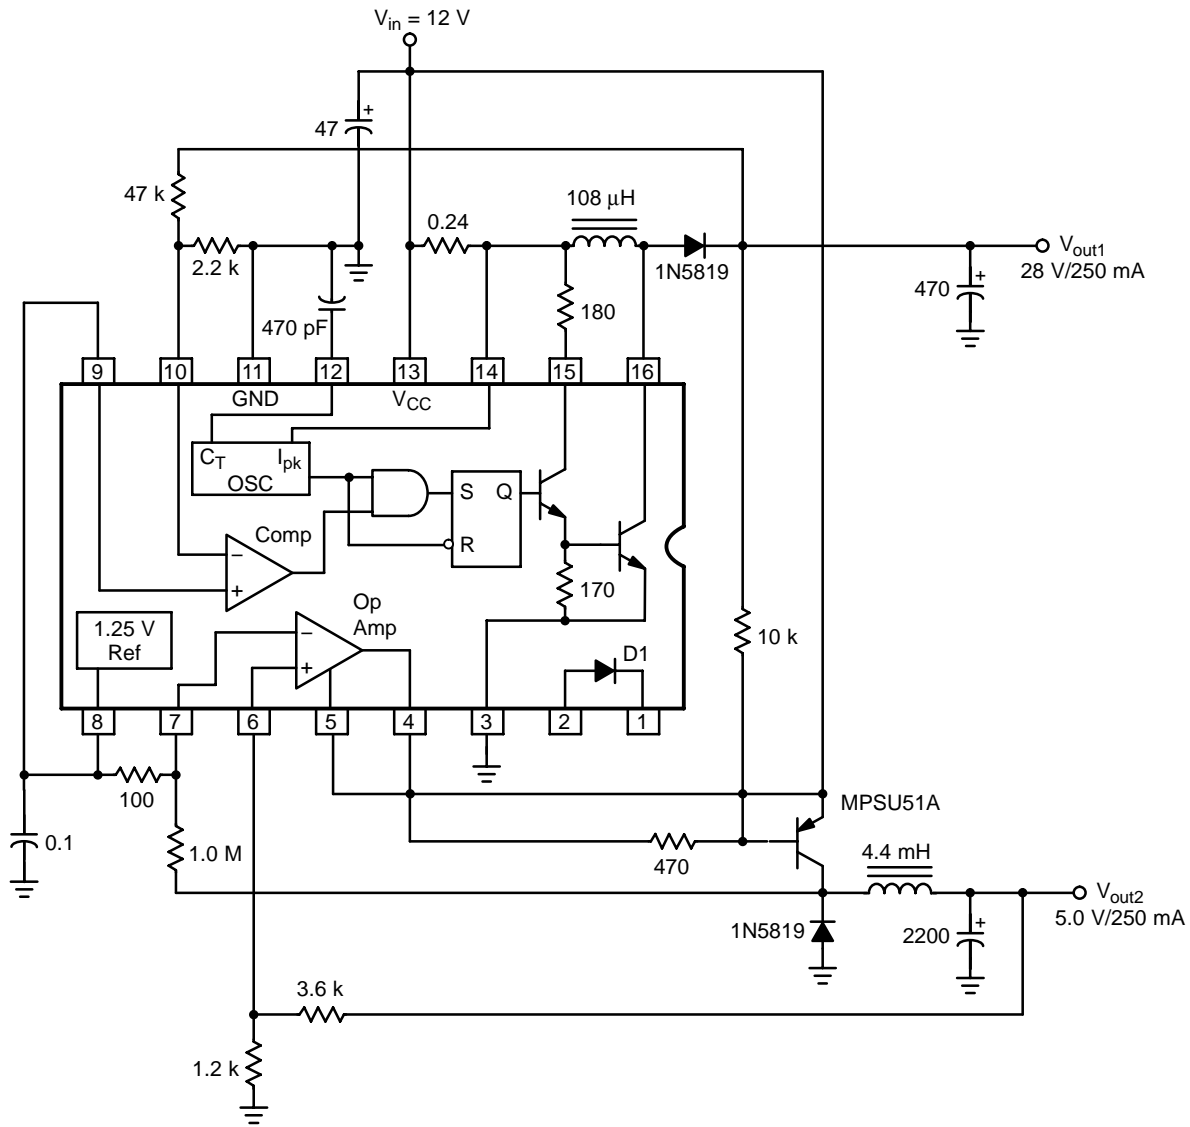 V_in = 12 V
47
+
47 k
108 μH
0.24
2.2 k
1N5819
V_out1
28 V/250 mA
470
+
470 pF
180
9
10
11
12
13
14
15
16
GND
V_CC
C_T
I_pk
OSC
S
Q
R
Comp
−
+
170
1.25 V
Ref
Op
Amp
−
+
10 k
D1
8
7
6
5
4
3
2
1
100
MPSU51A
0.1
1.0 M
470
4.4 mH
V_out2
5.0 V/250 mA
1N5819
2200
+
3.6 k
1.2 k